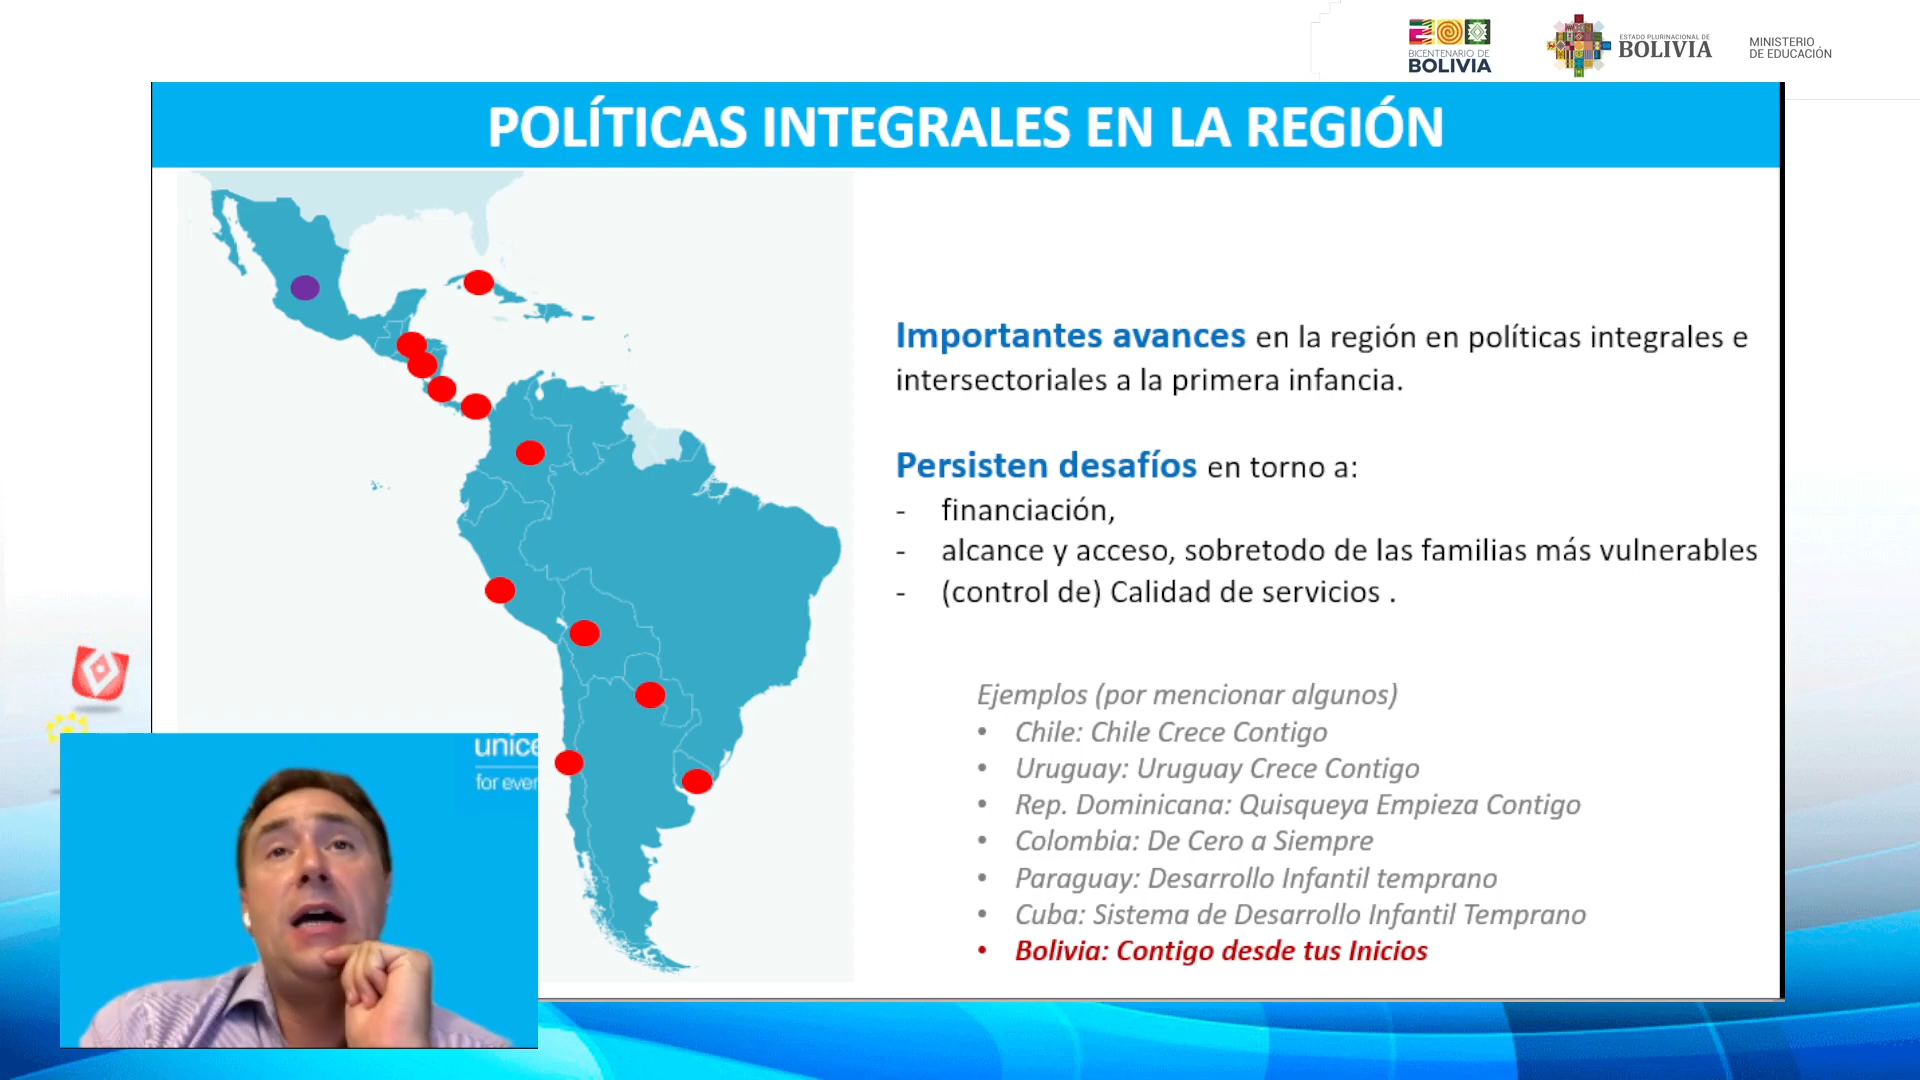 BICENTENARIO DE
BOLIVIA
ESTADO PLURINACIONAL DE
BOLIVIA
MINISTERIO
DE EDUCACIÓN
POLÍTICAS INTEGRALES EN LA REGIÓN
Importantes avances en la región en políticas integrales e
intersectoriales a la primera infancia.
Persisten desafíos en torno a:
- financiación,
- alcance y acceso, sobretodo de las familias más vulnerables
- (control de) Calidad de servicios .
Ejemplos (por mencionar algunos)
• Chile: Chile Crece Contigo
• Uruguay: Uruguay Crece Contigo
• Rep. Dominicana: Quisqueya Empieza Contigo
• Colombia: De Cero a Siempre
• Paraguay: Desarrollo Infantil temprano
• Cuba: Sistema de Desarrollo Infantil Temprano
• Bolivia: Contigo desde tus Inicios
unice
for ever